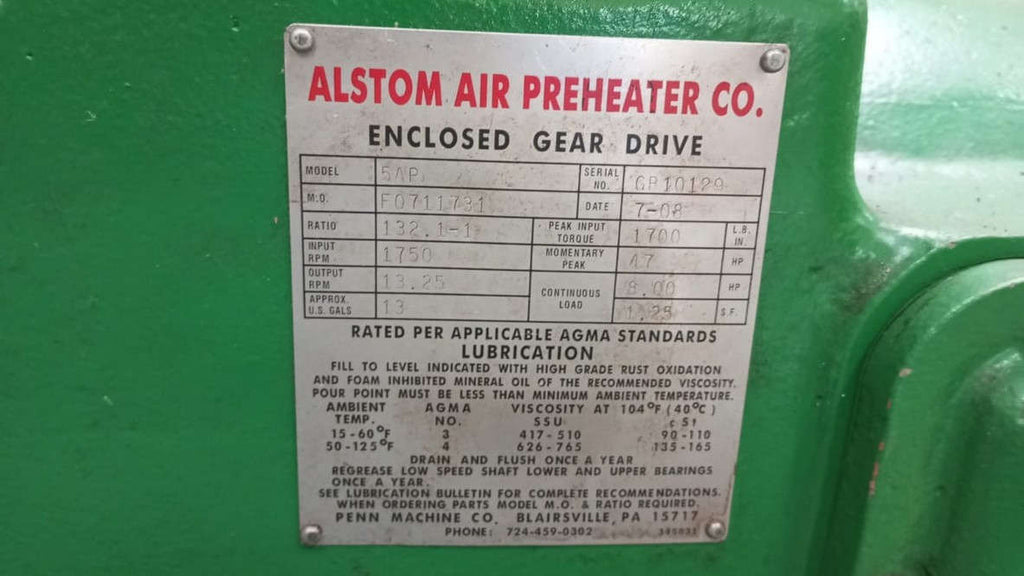 ALSTOM AIR PREHEATER CO.
ENCLOSED GEAR DRIVE
MODEL 5AP SERIAL NO. GB10129
M.O. F0711731 DATE 7-08
RATIO 132.1-1 PEAK INPUT TORQUE 1700 L.B. IN.
INPUT RPM 1750 MOMENTARY PEAK 47 HP
OUTPUT RPM 13.25 CONTINUOUS LOAD 8.00 HP
APPROX. U.S. GALS 13 1.25 S.F.
RATED PER APPLICABLE AGMA STANDARDS
LUBRICATION
FILL TO LEVEL INDICATED WITH HIGH GRADE RUST OXIDATION
AND FOAM INHIBITED MINERAL OIL OF THE RECOMMENDED VISCOSITY.
POUR POINT MUST BE LESS THAN MINIMUM AMBIENT TEMPERATURE.
AMBIENT AGMA VISCOSITY AT 104°F (40°C)
TEMP. NO. SSU cSt
15-60°F 3 417-510 90-110
50-125°F 4 626-765 135-165
DRAIN AND FLUSH ONCE A YEAR
REGREASE LOW SPEED SHAFT LOWER AND UPPER BEARINGS
ONCE A YEAR.
SEE LUBRICATION BULLETIN FOR COMPLETE RECOMMENDATIONS.
WHEN ORDERING PARTS MODEL M.O. & RATIO REQUIRED.
PENN MACHINE CO. BLAIRSVILLE, PA 15717
PHONE: 724-459-0302